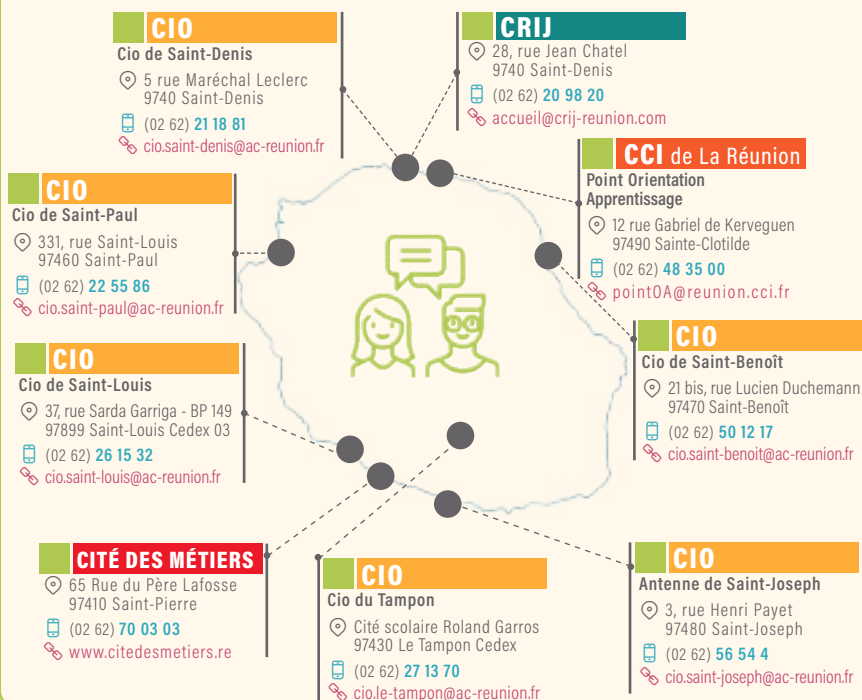 CIO
Cio de Saint-Denis
5 rue Maréchal Leclerc
9740 Saint-Denis
(02 62) 21 18 81
cio.saint-denis@ac-reunion.fr
CRIJ
28, rue Jean Chatel
9740 Saint-Denis
(02 62) 20 98 20
accueil@crij-reunion.com
CCI de La Réunion
Point Orientation
Apprentissage
12 rue Gabriel de Kerveguen
97490 Sainte-Clotilde
(02 62) 48 35 00
pointOA@reunion.cci.fr
CIO
Cio de Saint-Paul
331, rue Saint-Louis
97460 Saint-Paul
(02 62) 22 55 86
cio.saint-paul@ac-reunion.fr
CIO
Cio de Saint-Benoît
21 bis, rue Lucien Duchemann
97470 Saint-Benoît
(02 62) 50 12 17
cio.saint-benoit@ac-reunion.fr
CIO
Cio de Saint-Louis
37, rue Sarda Garriga - BP 149
97899 Saint-Louis Cedex 03
(02 62) 26 15 32
cio.saint-louis@ac-reunion.fr
CITÉ DES MÉTIERS
65 Rue du Père Lafosse
97410 Saint-Pierre
(02 62) 70 03 03
www.citedesmetiers.re
CIO
Cio du Tampon
Cité scolaire Roland Garros
97430 Le Tampon Cedex
(02 62) 27 13 70
cio.le-tampon@ac-reunion.fr
CIO
Antenne de Saint-Joseph
3, rue Henri Payet
97480 Saint-Joseph
(02 62) 56 54 4
cio.saint-joseph@ac-reunion.fr